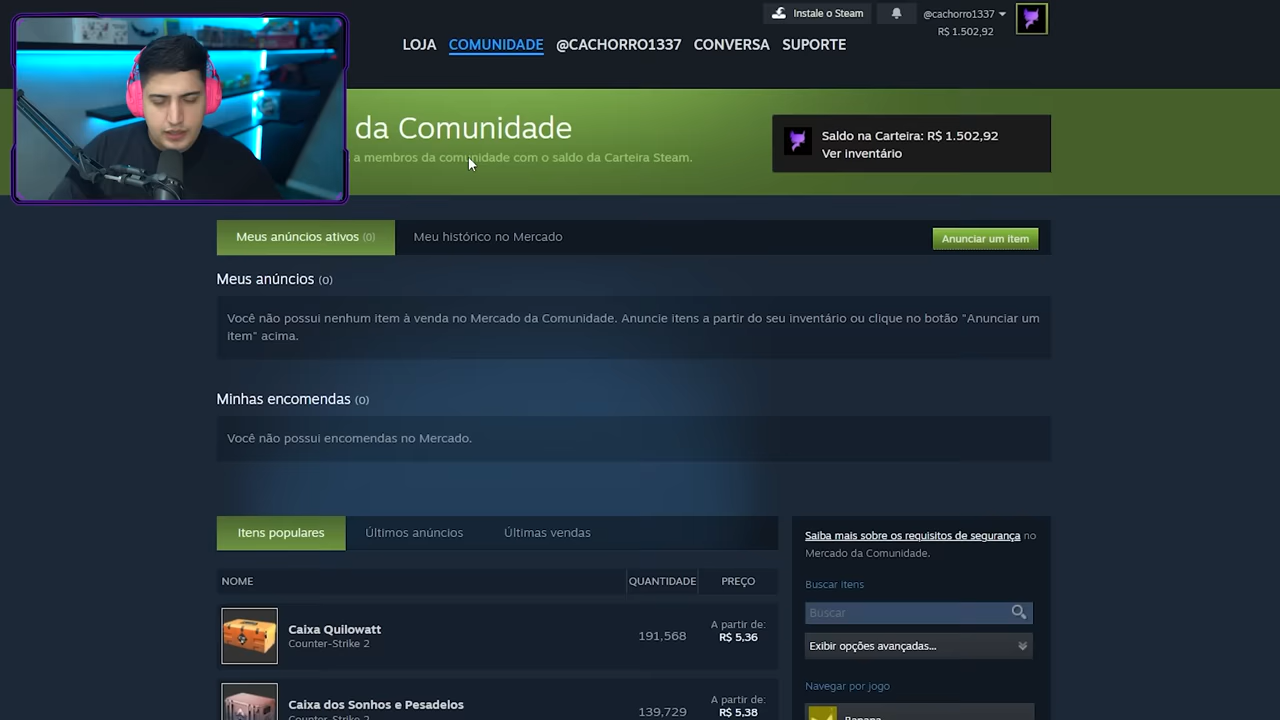 Instale o Steam
@cachorro1337
R$ 1.502,92
LOJA
COMUNIDADE
@CACHORRO1337
CONVERSA
SUPORTE
da Comunidade
a membros da comunidade com o saldo da Carteira Steam.
Saldo na Carteira: R$ 1.502,92
Ver inventário
Meus anúncios ativos (0)
Meu histórico no Mercado
Anunciar um item
Meus anúncios (0)
Você não possui nenhum item à venda no Mercado da Comunidade. Anuncie itens a partir do seu inventário ou clique no botão "Anunciar um
item" acima.
Minhas encomendas (0)
Você não possui encomendas no Mercado.
Itens populares
Últimos anúncios
Últimas vendas
NOME
QUANTIDADE
PREÇO
Caixa Quilowatt
Counter-Strike 2
191,568
A partir de:
R$ 5,36
Caixa dos Sonhos e Pesadelos
Counter-Strike 2
139,729
A partir de:
R$ 5,38
Saiba mais sobre os requisitos de segurança no
Mercado da Comunidade.
Buscar itens
Buscar
Exibir opções avançadas...
Navegar por jogo
Banana